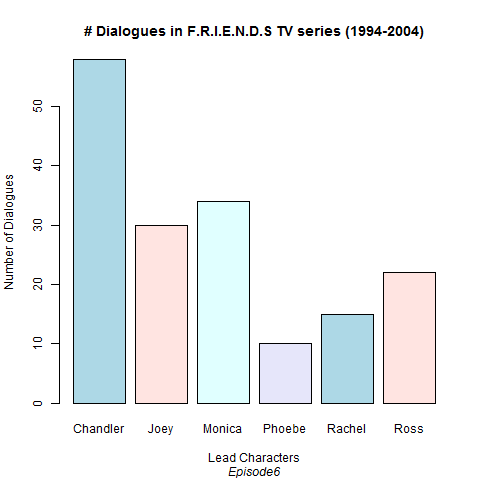 # Dialogues in F.R.I.E.N.D.S TV series (1994-2004)
Number of Dialogues
50
40
30
20
10
0
Chandler Joey Monica Phoebe Rachel Ross
Lead Characters
Episode6